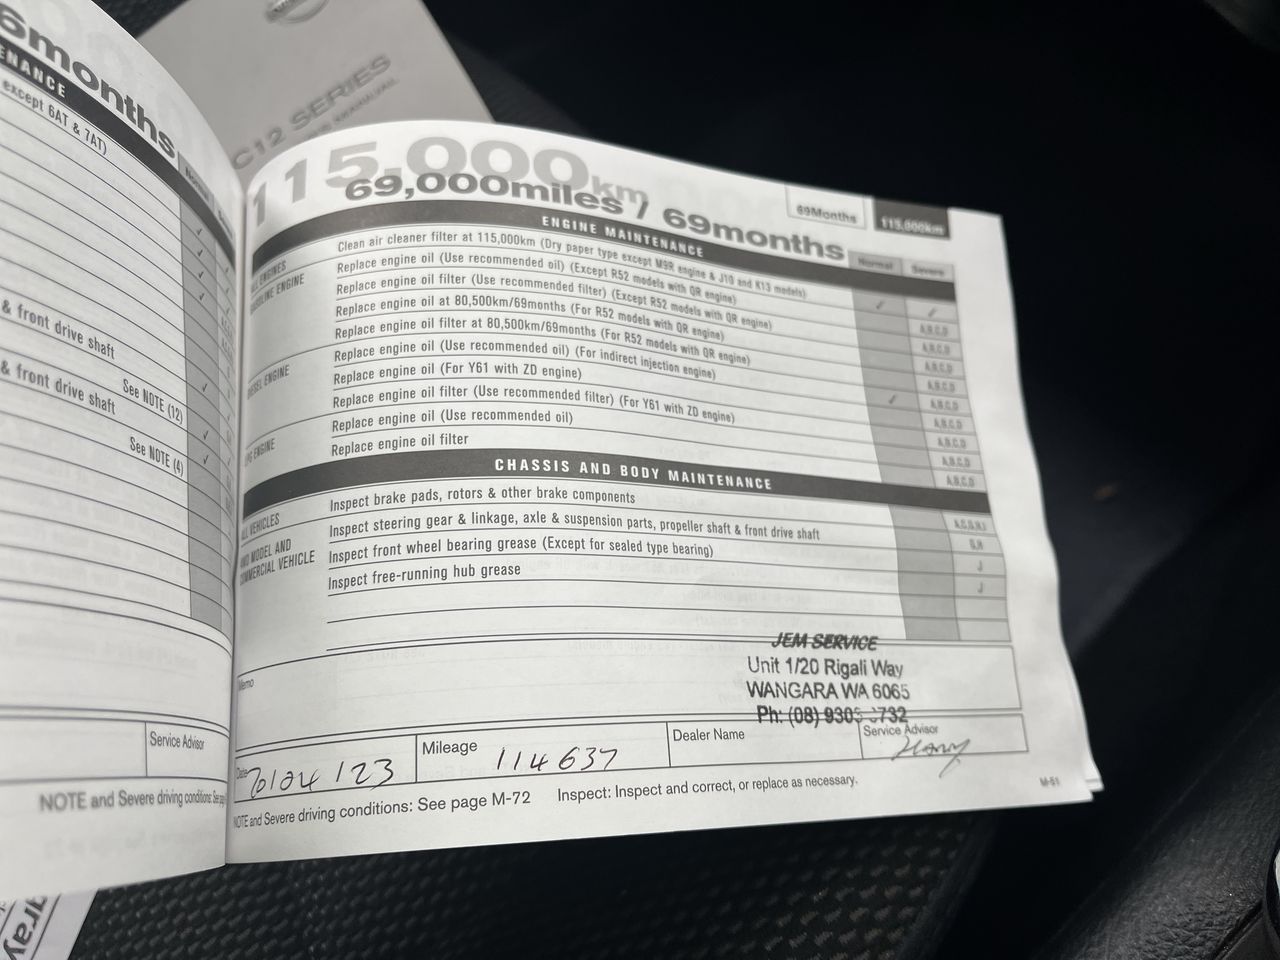 C12 SERIES
6months
ENANCE
except 6AT & 7AT)
& front drive shaft
See NOTE (12)
& front drive shaft
See NOTE (4)
Service Advisor
NOTE and Severe driving conditions: See
115,000km
69,000miles / 69months
69Months
115,000km
ENGINE MAINTENANCE
Normal
Severe
ENGINES
Clean air cleaner filter at 115,000km (Dry paper type except M9R engine & J10 and K13 models)
ENGINE
Replace engine oil (Use recommended oil) (Except R52 models with QR engine)
A,B,C,D
Replace engine oil filter (Use recommended filter) (Except R52 models with QR engine)
A,B,C,D
Replace engine oil at 80,500km/69months (For R52 models with QR engine)
A,B,C,D
Replace engine oil filter at 80,500km/69months (For R52 models with QR engine)
A,B,C,D
ENGINE
Replace engine oil (Use recommended oil) (For indirect injection engine)
A,B,C,D
Replace engine oil (For Y61 with ZD engine)
A,B,C,D
Replace engine oil filter (Use recommended filter) (For Y61 with ZD engine)
A,B,C,D
ENGINE
Replace engine oil (Use recommended oil)
A,B,C,D
Replace engine oil filter
A,B,C,D
CHASSIS AND BODY MAINTENANCE
ALL VEHICLES
Inspect brake pads, rotors & other brake components
Inspect steering gear & linkage, axle & suspension parts, propeller shaft & front drive shaft
G,H
MODEL AND
COMMERCIAL VEHICLE
Inspect front wheel bearing grease (Except for sealed type bearing)
J
Inspect free-running hub grease
J
Memo
JEM SERVICE
Unit 1/20 Rigali Way
WANGARA WA 6065
Ph: (08)
Date
Mileage 114637
Dealer Name
Service Advisor
NOTE and Severe driving conditions: See page M-72
Inspect: Inspect and correct, or replace as necessary.
M-51
gray